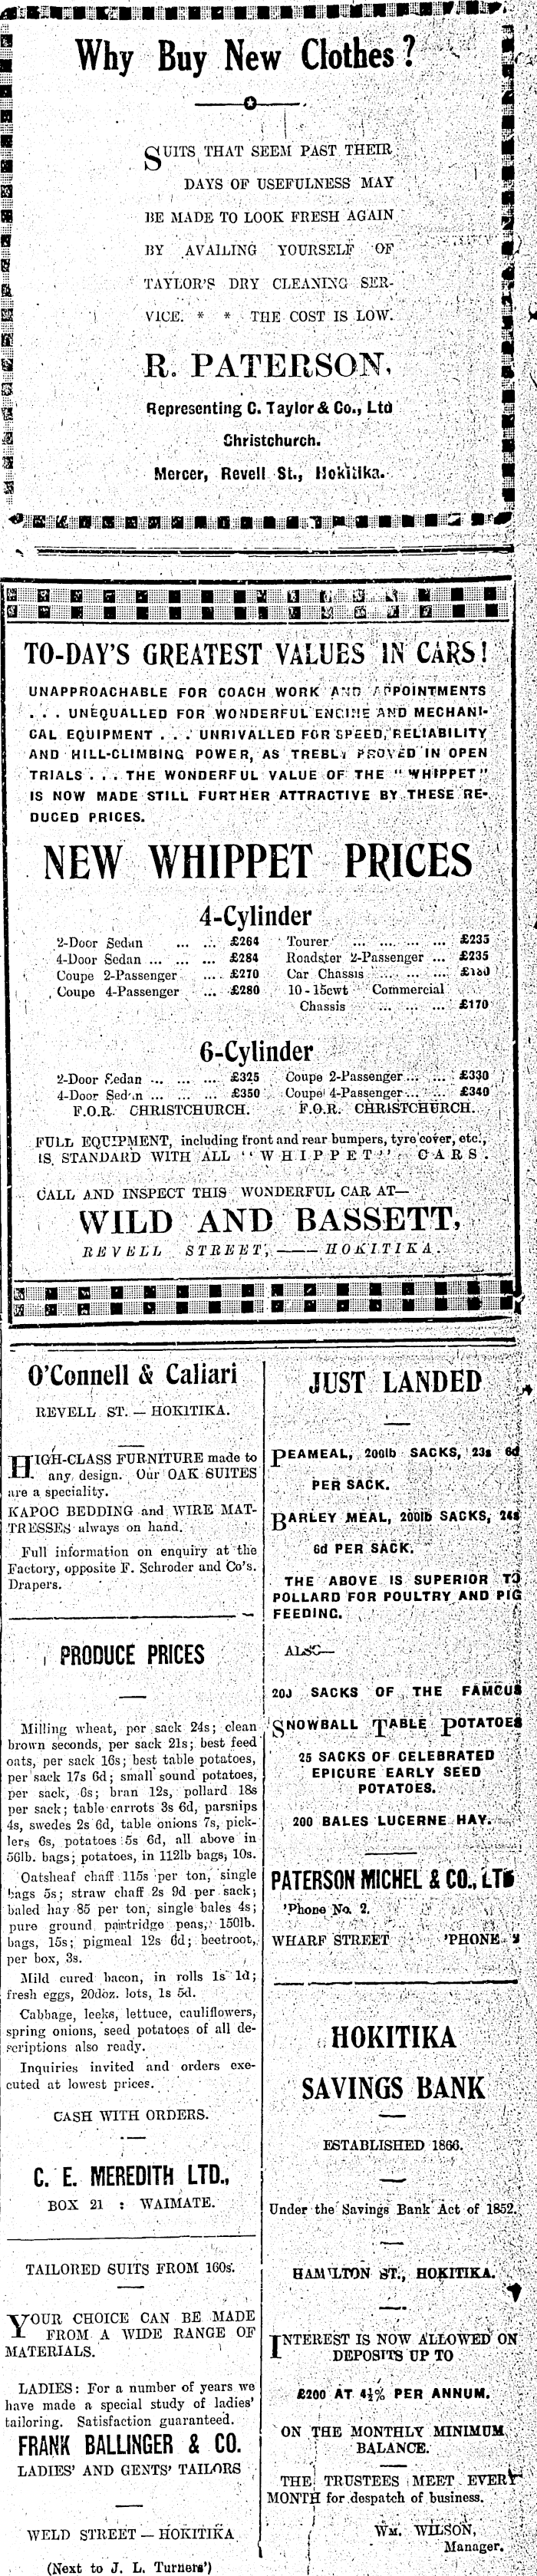 Why Buy New Clothes?
SUITS THAT SEEM PAST THEIR
DAYS OF USEFULNESS MAY
BE MADE TO LOOK FRESH AGAIN
BY AVAILING YOURSELF OF
TAYLOR'S DRY CLEANING SER-
VICE. * * THE COST IS LOW.
R. PATERSON,
Representing C. Taylor & Co., Ltd
Christchurch.
Mercer, Revell St., Hokitika.
TO-DAY'S GREATEST VALUES IN CARS!
UNAPPROACHABLE FOR COACH WORK AND APPOINTMENTS
. . . UNEQUALLED FOR WONDERFUL ENGINE AND MECHANI-
CAL EQUIPMENT . . . UNRIVALLED FOR SPEED, RELIABILITY
AND HILL-CLIMBING POWER, AS TREBLY PROVED IN OPEN
TRIALS . . . THE WONDERFUL VALUE OF THE "WHIPPET"
IS NOW MADE STILL FURTHER ATTRACTIVE BY THESE RE-
DUCED PRICES.
NEW WHIPPET PRICES
4-Cylinder
2-Door Sedan ... ... £264
4-Door Sedan ... ... ... £284
Coupe 2-Passenger ... £270
Coupe 4-Passenger ... £280
Tourer ... ... ... ... £235
Roadster 2-Passenger ... £235
Car Chassis ... ... ...
10-15cwt Commercial
Chassis ... ... ... £170
6-Cylinder
2-Door Sedan ... ... ... £325
4-Door Sedan ... ... ... £350
F.O.R. CHRISTCHURCH.
Coupe 2-Passenger ... ... £330
Coupe 4-Passenger ... ... £340
F.O.R. CHRISTCHURCH.
FULL EQUIPMENT, including front and rear bumpers, tyre cover, etc.,
IS STANDARD WITH ALL "WHIPPET" CARS.
CALL AND INSPECT THIS WONDERFUL CAR AT—
WILD AND BASSETT,
REVELL STREET, —— HOKITIKA.
O'Connell & Caliari
REVELL ST. — HOKITIKA.
HIGH-CLASS FURNITURE made to
any design. Our OAK SUITES
are a speciality.
KAPOC BEDDING and WIRE MAT-
TRESSES always on hand.
Full information on enquiry at the
Factory, opposite F. Schroder and Co's.
Drapers.
PRODUCE PRICES
Milling wheat, per sack 24s; clean
brown seconds, per sack 21s; best feed
oats, per sack 16s; best table potatoes,
per sack 17s 6d; small sound potatoes,
per sack, 6s; bran 12s, pollard 18s
per sack; table carrots 3s 6d, parsnips
4s, swedes 2s 6d, table onions 7s, pick-
lers 6s, potatoes 5s 6d, all above in
56lb. bags; potatoes, in 112lb bags, 10s.
Oatsheaf chaff 115s per ton, single
bags 5s; straw chaff 2s 9d per sack;
baled hay 85 per ton, single bales 4s;
pure ground partridge peas, 150lb.
bags, 15s; pigmeal 12s 6d; beetroot,
per box, 3s.
Mild cured bacon, in rolls 1s 1d;
fresh eggs, 20doz. lots, 1s 5d.
Cabbage, leeks, lettuce, cauliflowers,
spring onions, seed potatoes of all de-
scriptions also ready.
Inquiries invited and orders exe-
cuted at lowest prices.
CASH WITH ORDERS.
C. E. MEREDITH LTD.,
BOX 21 : WAIMATE.
TAILORED SUITS FROM 160s.
YOUR CHOICE CAN BE MADE
FROM A WIDE RANGE OF
MATERIALS.
LADIES: For a number of years we
have made a special study of ladies'
tailoring. Satisfaction guaranteed.
FRANK BALLINGER & CO.
LADIES' AND GENTS' TAILORS
WELD STREET — HOKITIKA
(Next to J. L. Turners')
JUST LANDED
PEAMEAL, 200lb SACKS, 23s 6d
PER SACK.
BARLEY MEAL, 200lb SACKS, 24s
6d PER SACK.
THE ABOVE IS SUPERIOR TO
POLLARD FOR POULTRY AND PIG
FEEDING.
ALSO—
200 SACKS OF THE FAMOUS
SNOWBALL TABLE POTATOES
25 SACKS OF CELEBRATED
EPICURE EARLY SEED
POTATOES.
200 BALES LUCERNE HAY.
PATERSON MICHEL & CO., LTD
'Phone No. 2.
WHARF STREET 'PHONE 2
HOKITIKA
SAVINGS BANK
ESTABLISHED 1866.
Under the Savings Bank Act of 1852.
HAMILTON ST., HOKITIKA.
INTEREST IS NOW ALLOWED ON
DEPOSITS UP TO
£200 AT 4½% PER ANNUM.
ON THE MONTHLY MINIMUM
BALANCE.
THE TRUSTEES MEET EVERY
MONTH for despatch of business.
WM. WILSON,
Manager.